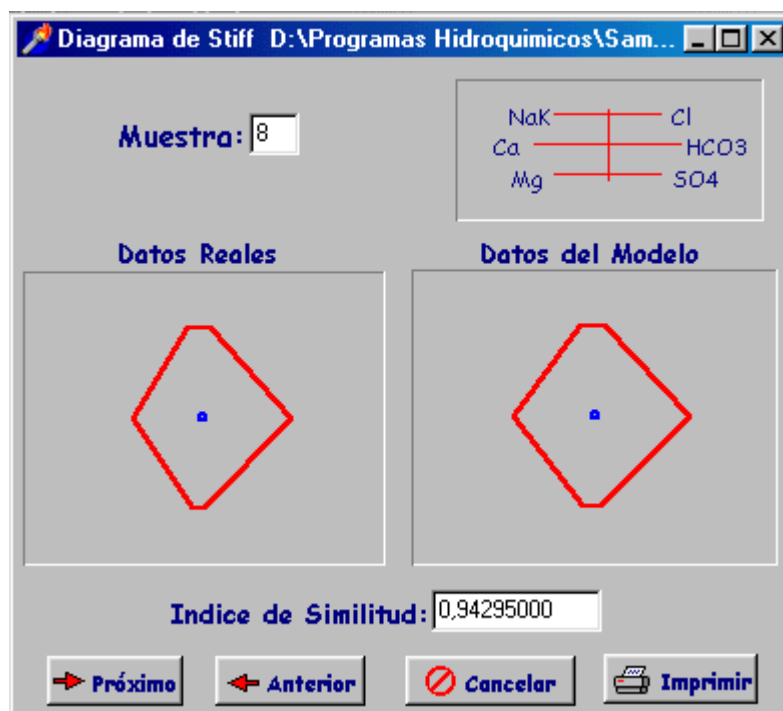 Diagrama de Stiff D:\Programas Hidroquimicos\Sam...
Muestra: 8
NaK Cl
Ca HCO3
Mg SO4
Datos Reales
Datos del Modelo
Indice de Similitud: 0,94295000
Próximo
Anterior
Cancelar
Imprimir